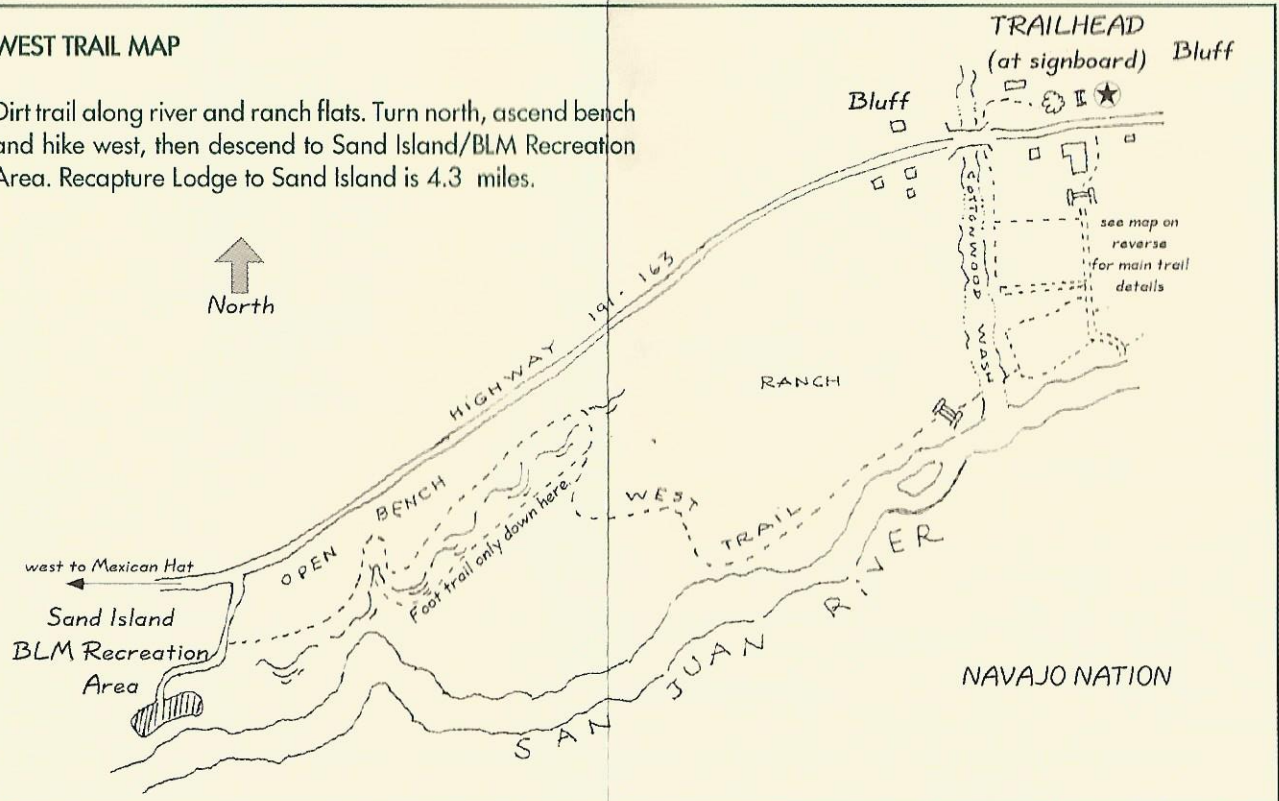 WEST TRAIL MAP
Dirt trail along river and ranch flats. Turn north, ascend bench
and hike west, then descend to Sand Island/BLM Recreation
Area. Recapture Lodge to Sand Island is 4.3 miles.
North
TRAILHEAD
(at signboard)
Bluff
Bluff
COTTONWOOD WASH
see map on
reverse
for main trail
details
HIGHWAY 191 - 163
RANCH
OPEN BENCH
Foot trail only down here
WEST TRAIL
west to Mexican Hat
Sand Island
BLM Recreation
Area
SAN JUAN RIVER
NAVAJO NATION